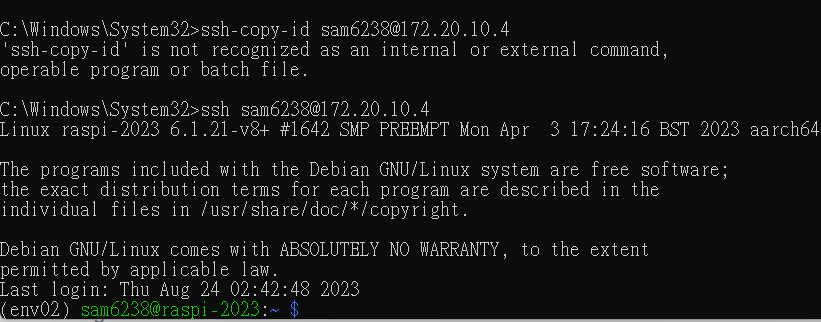 C:\Windows\System32>ssh-copy-id sam6238@172.20.10.4
'ssh-copy-id' is not recognized as an internal or external command,
operable program or batch file.
C:\Windows\System32>ssh sam6238@172.20.10.4
Linux raspi-2023 6.1.21-v8+ #1642 SMP PREEMPT Mon Apr  3 17:24:16 BST 2023 aarch64
The programs included with the Debian GNU/Linux system are free software;
the exact distribution terms for each program are described in the
individual files in /usr/share/doc/*/copyright.
Debian GNU/Linux comes with ABSOLUTELY NO WARRANTY, to the extent
permitted by applicable law.
Last login: Thu Aug 24 02:42:48 2023
(env02) sam6238@raspi-2023:~ $